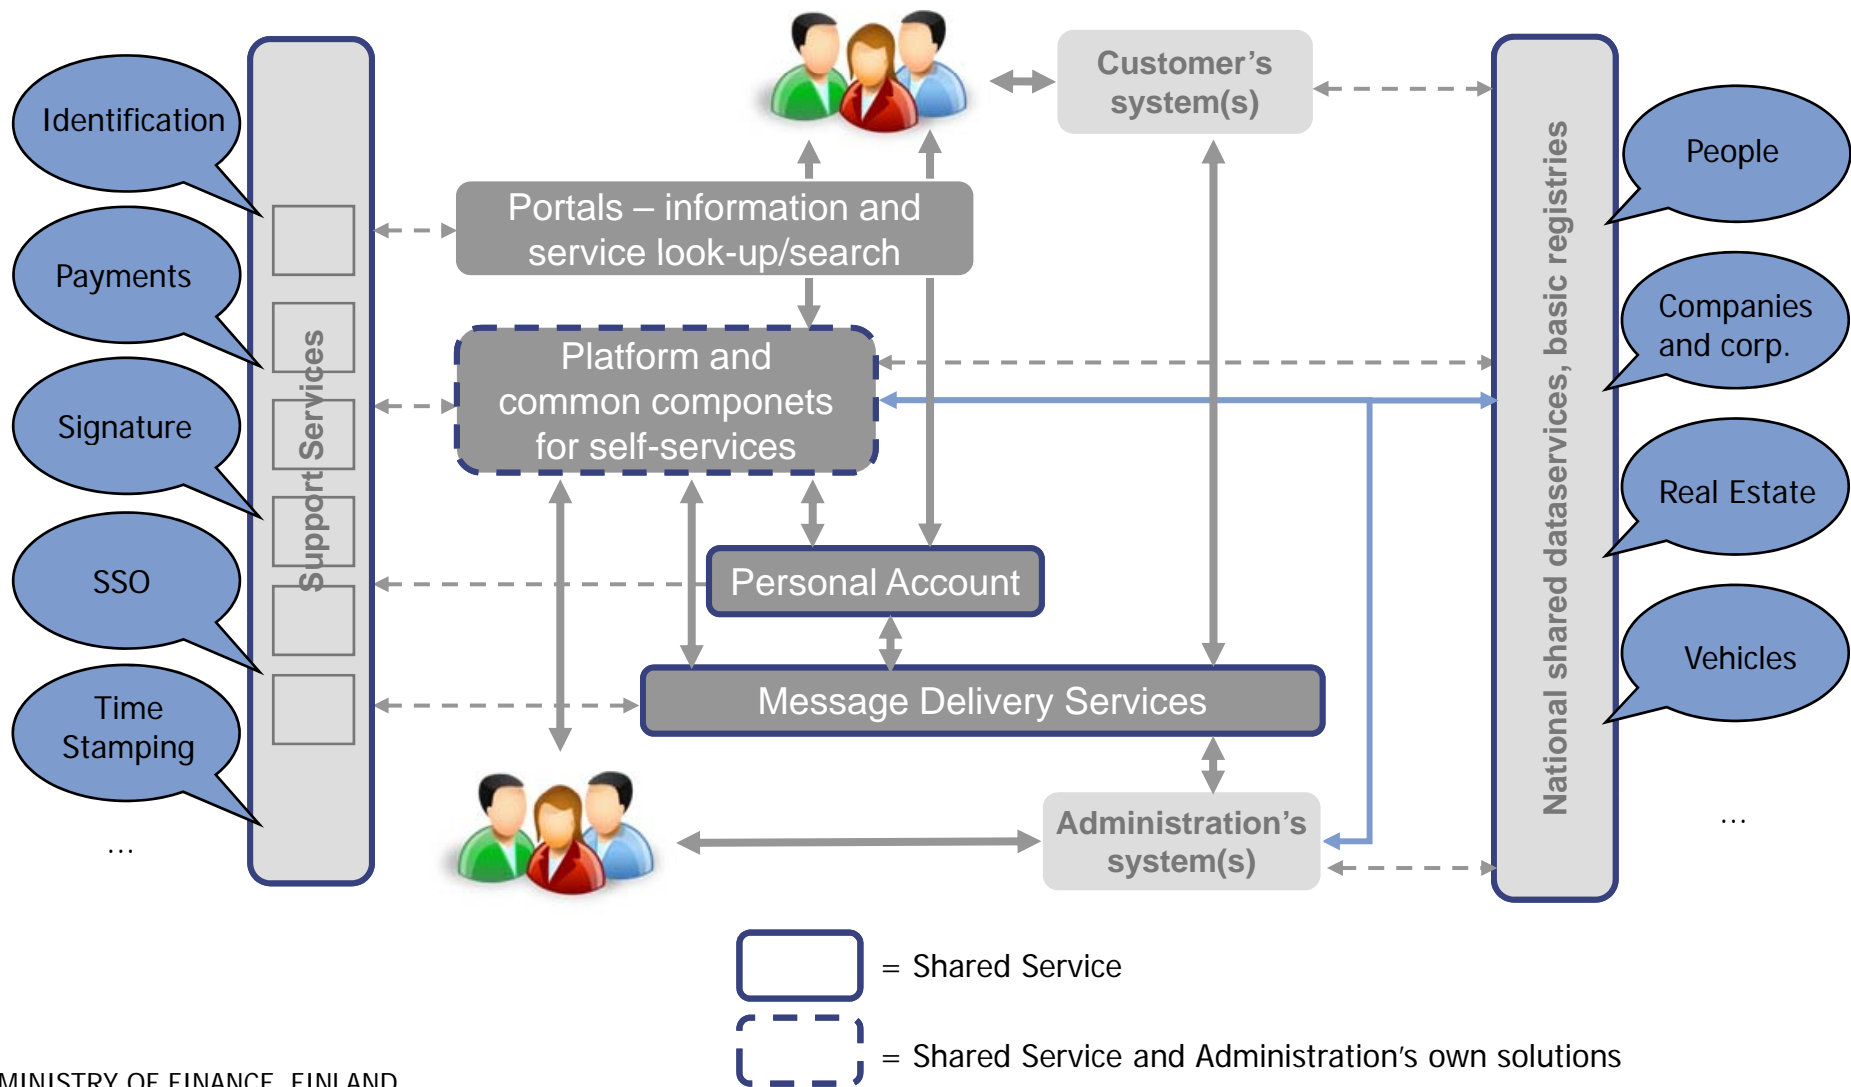 Identification
Payments
Signature
SSO
Time
Stamping
…
Support Services
Customer's
system(s)
Portals – information and
service look-up/search
Platform and
common componets
for self-services
Personal Account
Message Delivery Services
Administration's
system(s)
National shared dataservices, basic registries
People
Companies
and corp.
Real Estate
Vehicles
…
= Shared Service
= Shared Service and Administration's own solutions
MINISTRY OF FINANCE, FINLAND